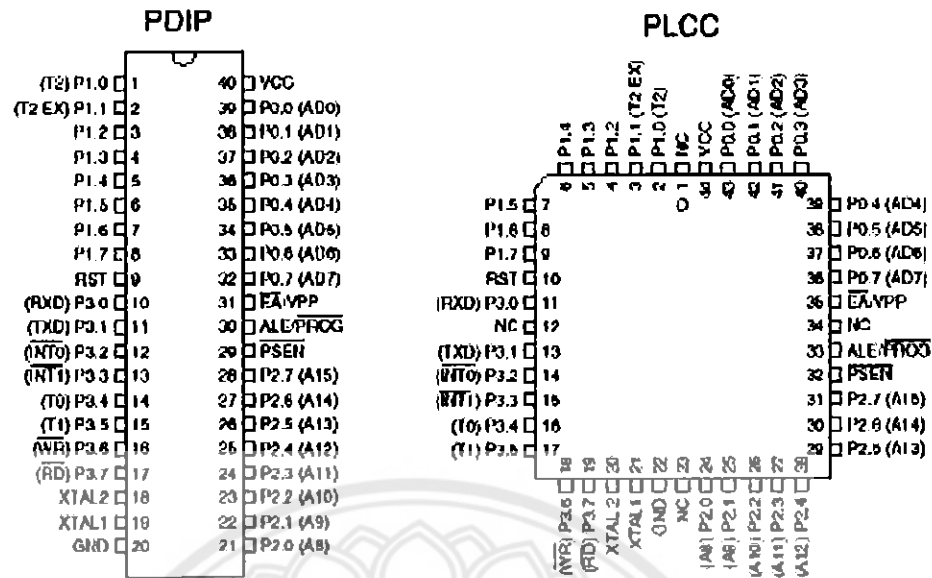 PDIP
(T2) P1.0 1 40 VCC
(T2 EX) P1.1 2 39 P0.0 (AD0)
P1.2 3 38 P0.1 (AD1)
P1.3 4 37 P0.2 (AD2)
P1.4 5 36 P0.3 (AD3)
P1.5 6 35 P0.4 (AD4)
P1.6 7 34 P0.5 (AD5)
P1.7 8 33 P0.6 (AD6)
RST 9 32 P0.7 (AD7)
(RXD) P3.0 10 31 EA/VPP
(TXD) P3.1 11 30 ALE/PROG
(INT0) P3.2 12 29 PSEN
(INT1) P3.3 13 28 P2.7 (A15)
(T0) P3.4 14 27 P2.6 (A14)
(T1) P3.5 15 26 P2.5 (A13)
(WR) P3.6 16 25 P2.4 (A12)
(RD) P3.7 17 24 P2.3 (A11)
XTAL2 18 23 P2.2 (A10)
XTAL1 19 22 P2.1 (A9)
GND 20 21 P2.0 (A8)
PLCC
P1.4
P1.3
P1.2
P1.1 (T2 EX)
P1.0 (T2)
NC
VCC
P0.0 (AD0)
P0.1 (AD1)
P0.2 (AD2)
P0.3 (AD3)
6 5 4 3 2 1 44 43 42 41 40
P1.5 7 39 P0.4 (AD4)
P1.6 8 38 P0.5 (AD5)
P1.7 9 37 P0.6 (AD6)
RST 10 36 P0.7 (AD7)
(RXD) P3.0 11 35 EA/VPP
NC 12 34 NC
(TXD) P3.1 13 33 ALE/PROG
(INT0) P3.2 14 32 PSEN
(INT1) P3.3 15 31 P2.7 (A15)
(T0) P3.4 16 30 P2.6 (A14)
(T1) P3.5 17 29 P2.5 (A13)
18 19 20 21 22 23 24 25 26 27 28
(WR) P3.6
(RD) P3.7
XTAL2
XTAL1
GND
NC
(A8) P2.0
(A9) P2.1
(A10) P2.2
(A11) P2.3
(A12) P2.4